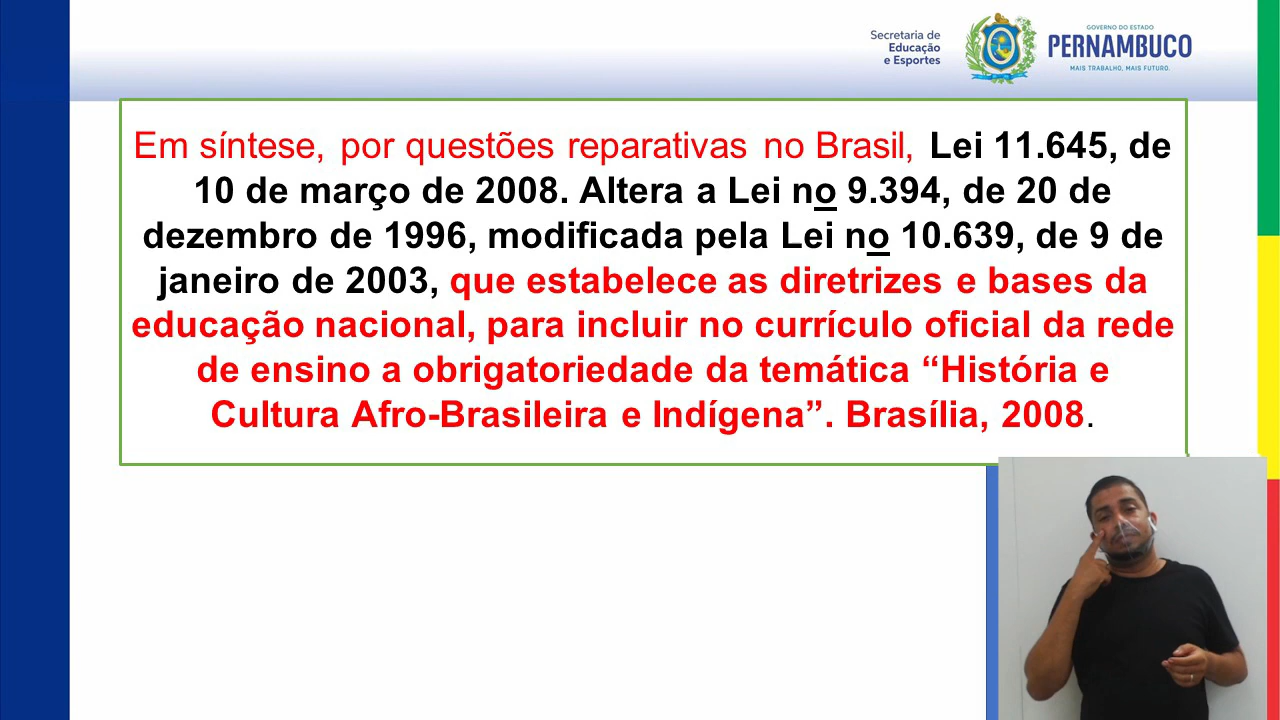 Secretaria de
Educação
e Esportes
GOVERNO DO ESTADO
PERNAMBUCO
MAIS TRABALHO, MAIS FUTURO.
Em síntese, por questões reparativas no Brasil, Lei 11.645, de
10 de março de 2008. Altera a Lei no 9.394, de 20 de
dezembro de 1996, modificada pela Lei no 10.639, de 9 de
janeiro de 2003, que estabelece as diretrizes e bases da
educação nacional, para incluir no currículo oficial da rede
de ensino a obrigatoriedade da temática “História e
Cultura Afro-Brasileira e Indígena”. Brasília, 2008.